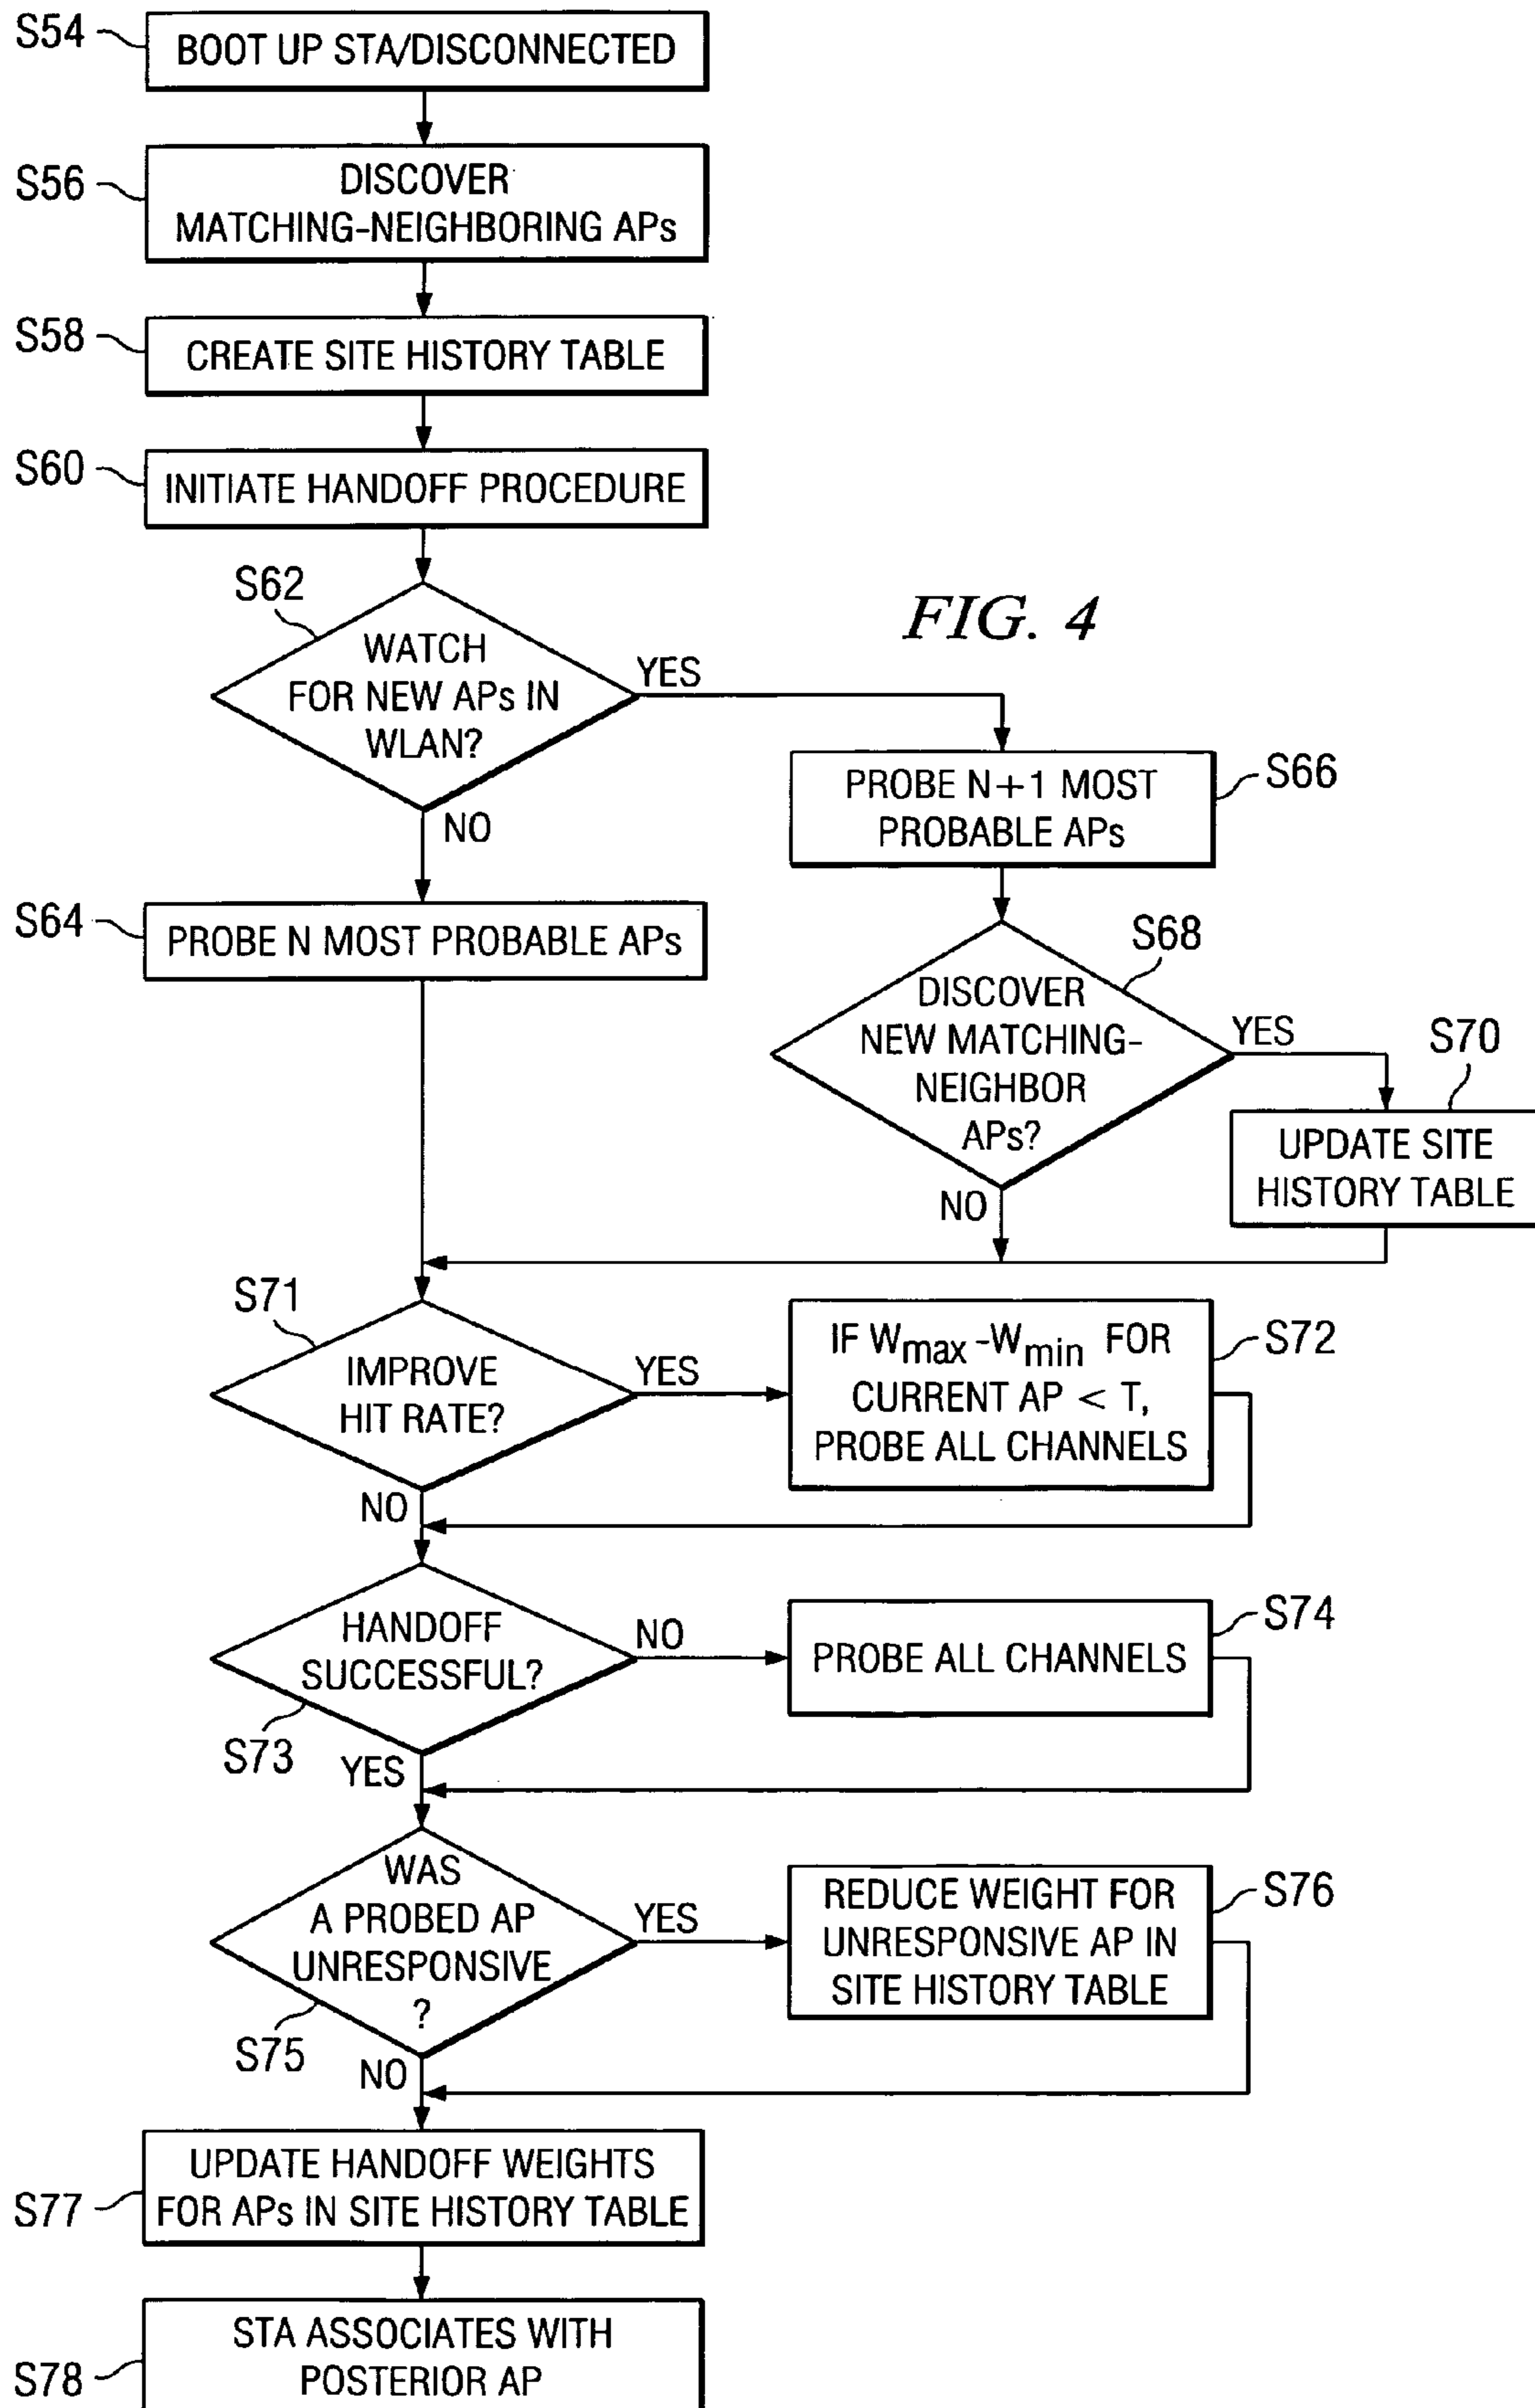 S54
BOOT UP STA/DISCONNECTED
S56
DISCOVER
MATCHING-NEIGHBORING APs
S58
CREATE SITE HISTORY TABLE
S60
INITIATE HANDOFF PROCEDURE
S62
WATCH
FOR NEW APs IN
WLAN?
YES
NO
FIG. 4
PROBE N+1 MOST
PROBABLE APs
S66
S64
PROBE N MOST PROBABLE APs
S68
DISCOVER
NEW MATCHING-
NEIGHBOR
APs?
YES
NO
S70
UPDATE SITE
HISTORY TABLE
S71
IMPROVE
HIT RATE?
YES
NO
IF Wmax -Wmin FOR
CURRENT AP < T,
PROBE ALL CHANNELS
S72
HANDOFF
SUCCESSFUL?
NO
S73
YES
PROBE ALL CHANNELS
S74
WAS
A PROBED AP
UNRESPONSIVE
?
YES
S75
NO
REDUCE WEIGHT FOR
UNRESPONSIVE AP IN
SITE HISTORY TABLE
S76
UPDATE HANDOFF WEIGHTS
FOR APs IN SITE HISTORY TABLE
S77
STA ASSOCIATES WITH
POSTERIOR AP
S78